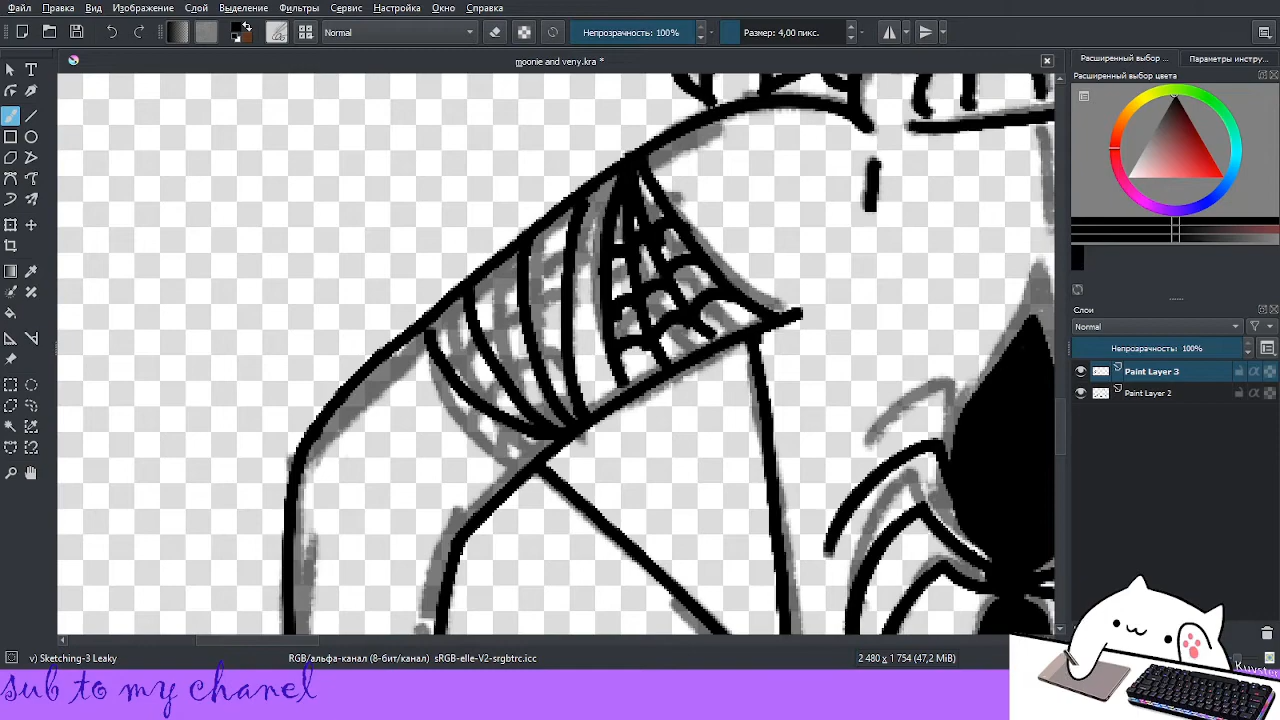 Файл Правка Вид Изображение Слой Выделение Фильтры Сервис Настройка Окно Справка
Normal
Непрозрачность: 100%
Размер: 4,00 пикс.
moonie and veny.kra *
Расширенный выбор ...
Параметры инстру...
Расширенный выбор цвета
Слои
Normal
Непрозрачность: 100%
Paint Layer 3
Paint Layer 2
v) Sketching-3 Leaky
RGB/альфа-канал (8-бит/канал) sRGB-elle-V2-srgbtrc.icc
2 480 x 1 754 (47,2 MiB)
sub to my chanel